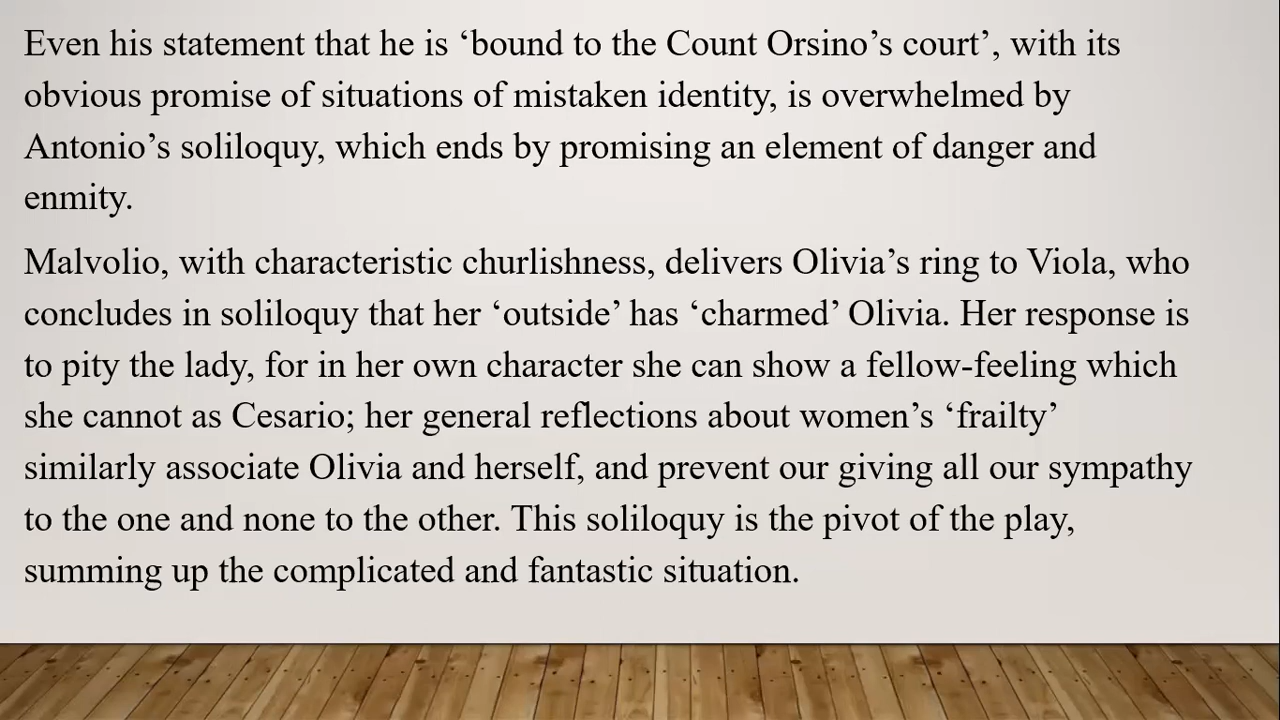 Even his statement that he is ‘bound to the Count Orsino’s court’, with its
obvious promise of situations of mistaken identity, is overwhelmed by
Antonio’s soliloquy, which ends by promising an element of danger and
enmity.
Malvolio, with characteristic churlishness, delivers Olivia’s ring to Viola, who
concludes in soliloquy that her ‘outside’ has ‘charmed’ Olivia. Her response is
to pity the lady, for in her own character she can show a fellow-feeling which
she cannot as Cesario; her general reflections about women’s ‘frailty’
similarly associate Olivia and herself, and prevent our giving all our sympathy
to the one and none to the other. This soliloquy is the pivot of the play,
summing up the complicated and fantastic situation.